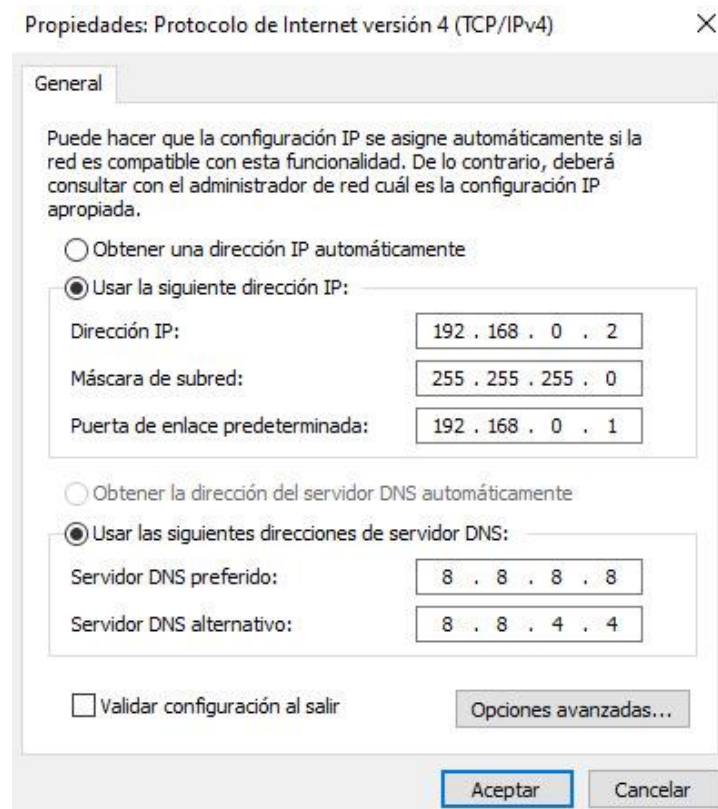 Propiedades: Protocolo de Internet versión 4 (TCP/IPv4)
General
Puede hacer que la configuración IP se asigne automáticamente si la
red es compatible con esta funcionalidad. De lo contrario, deberá
consultar con el administrador de red cuál es la configuración IP
apropiada.
Obtener una dirección IP automáticamente
Usar la siguiente dirección IP:
Dirección IP: 192 . 168 . 0 . 2
Máscara de subred: 255 . 255 . 255 . 0
Puerta de enlace predeterminada: 192 . 168 . 0 . 1
Obtener la dirección del servidor DNS automáticamente
Usar las siguientes direcciones de servidor DNS:
Servidor DNS preferido: 8 . 8 . 8 . 8
Servidor DNS alternativo: 8 . 8 . 4 . 4
Validar configuración al salir Opciones avanzadas...
Aceptar Cancelar